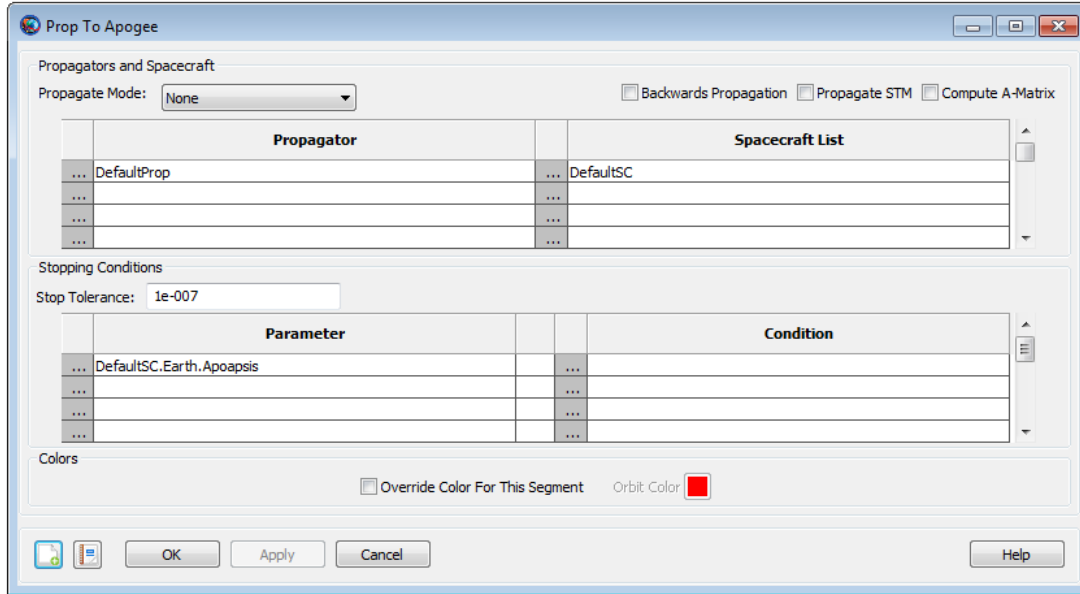 Prop To Apogee
Propagators and Spacecraft
Propagate Mode: None Backwards Propagation Propagate STM Compute A-Matrix
Propagator Spacecraft List
... DefaultProp ... DefaultSC
... ...
... ...
... ...
Stopping Conditions
Stop Tolerance: 1e-007
Parameter Condition
... DefaultSC.Earth.Apoapsis ...
... ...
... ...
... ...
Colors
Override Color For This Segment Orbit Color
OK Apply Cancel Help